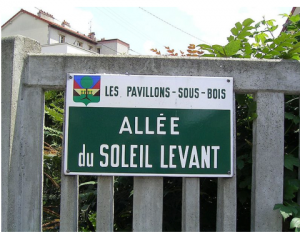 LES PAVILLONS-SOUS-BOIS
ALLÉE
du SOLEIL LEVANT